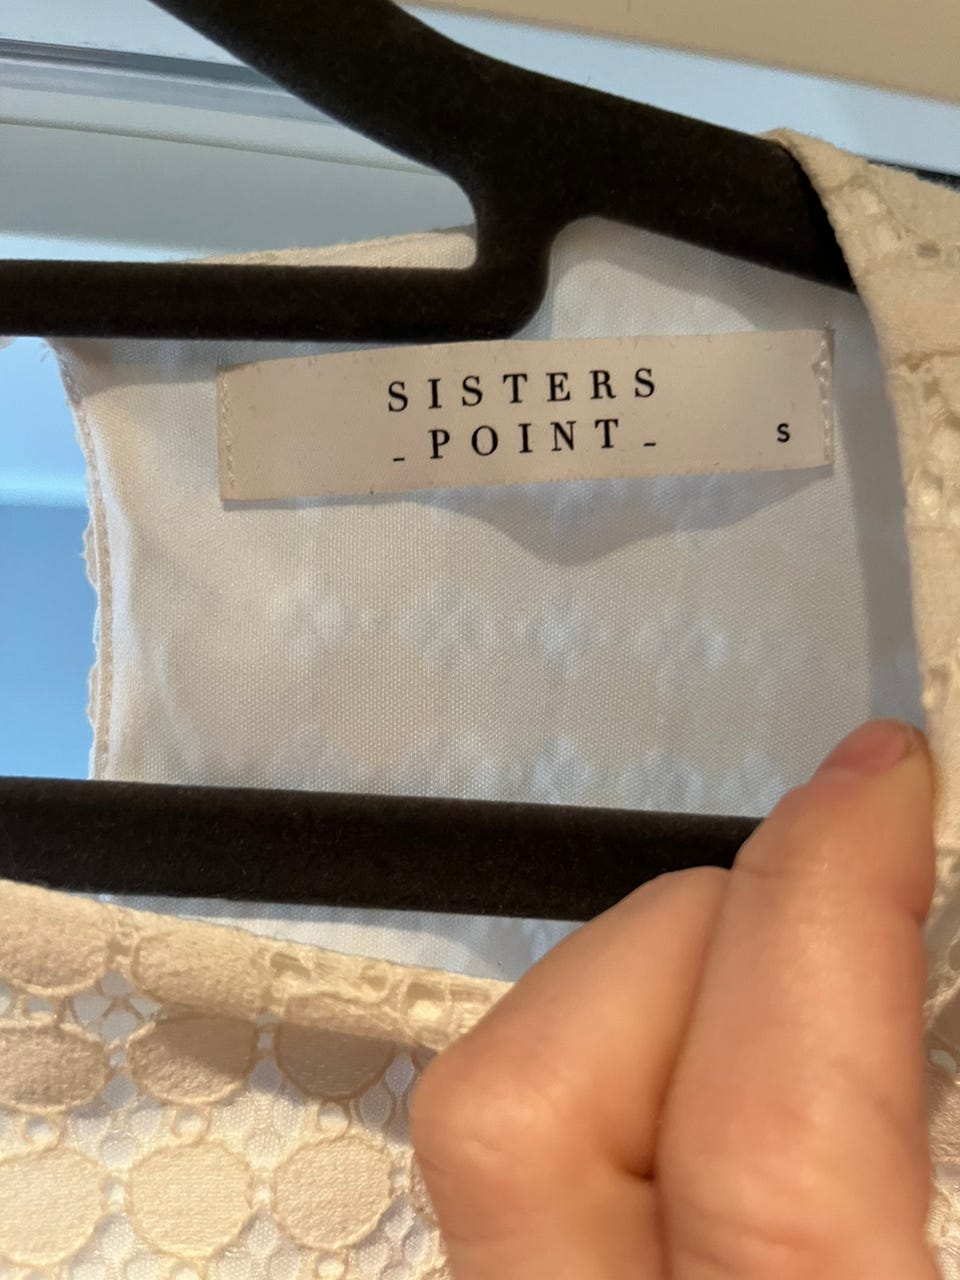 SISTERS
_ POINT _ S